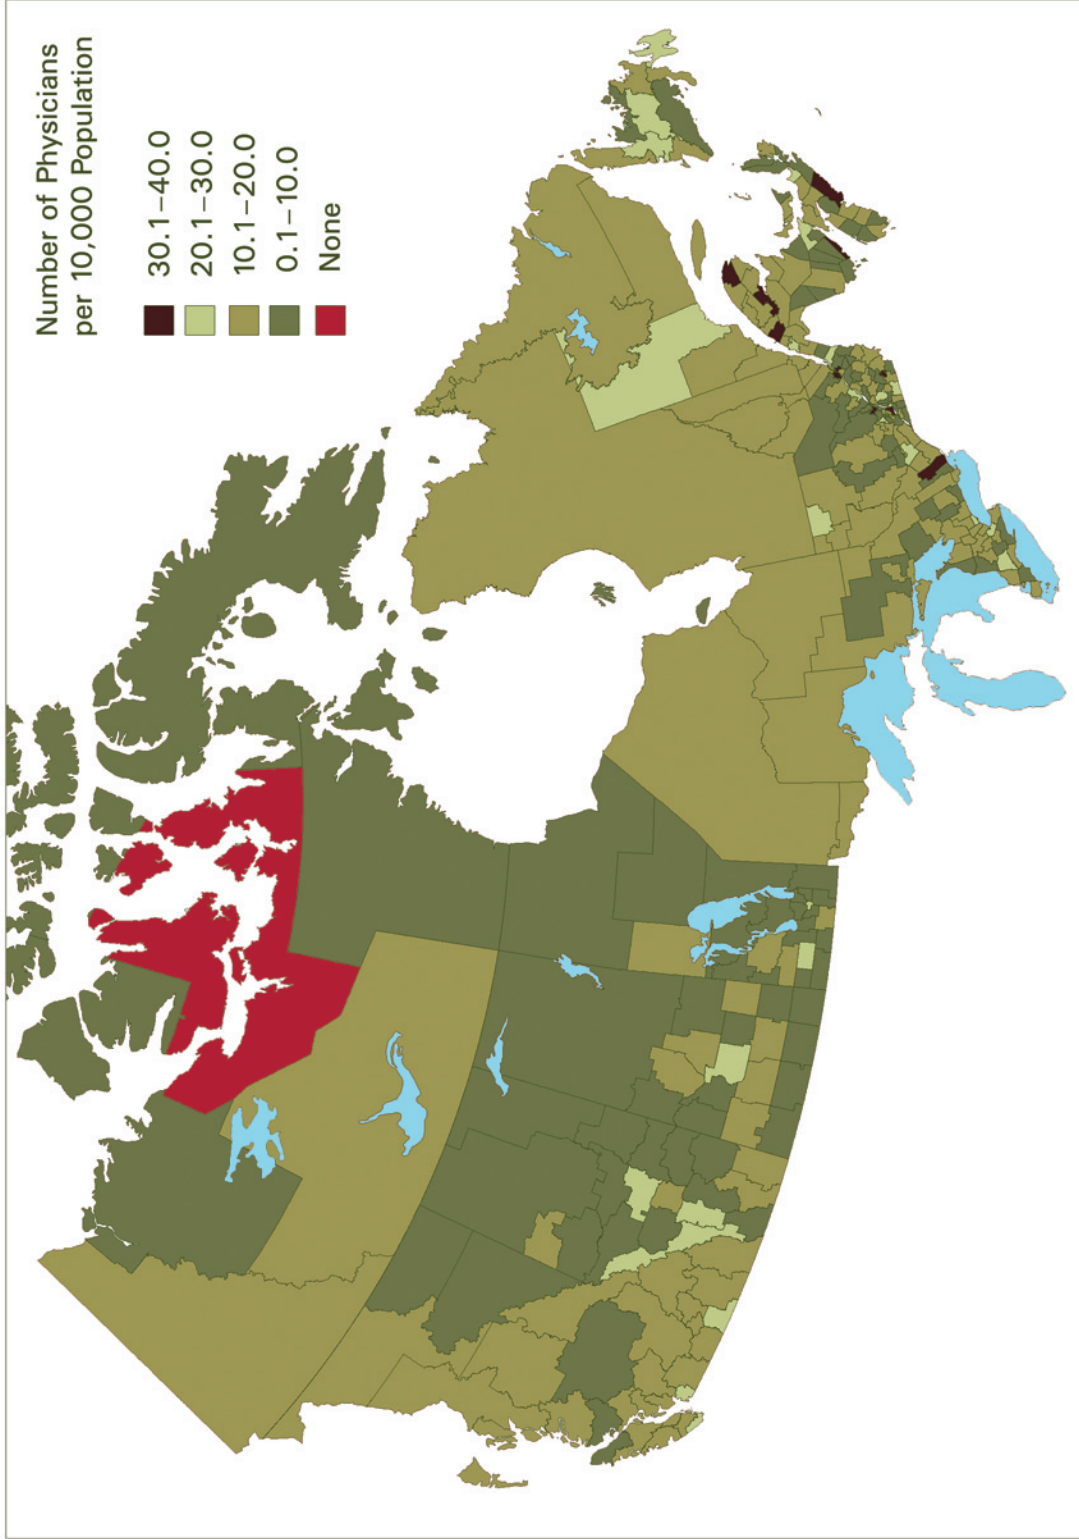 Number of Physicians
per 10,000 Population
30.1–40.0
20.1–30.0
10.1–20.0
0.1–10.0
None